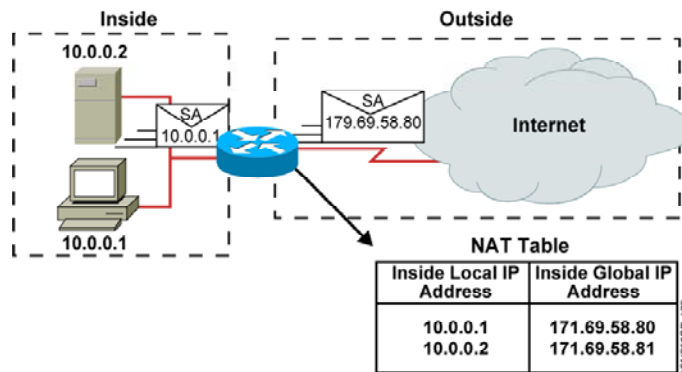 Inside
Outside
10.0.0.2
SA
10.0.0.1
SA
179.69.58.80
Internet
10.0.0.1
NAT Table
Inside Local IP Address
Inside Global IP Address
10.0.0.1 171.69.58.80
10.0.0.2 171.69.58.81